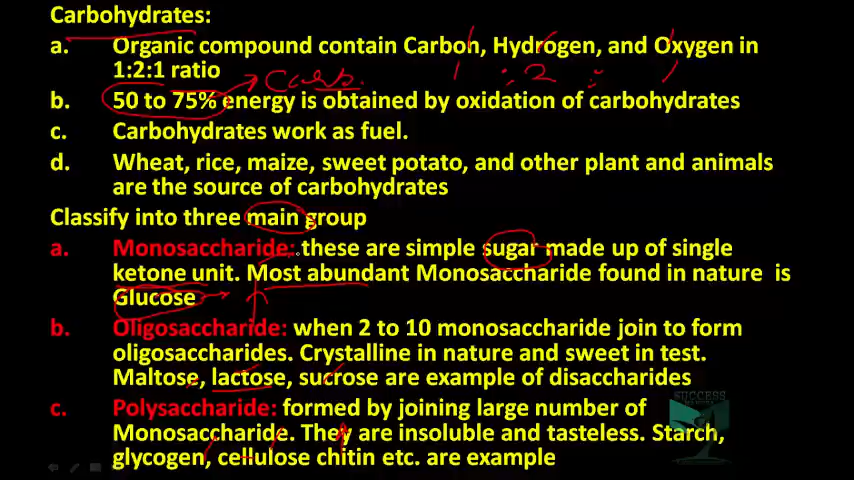 Carbohydrates:
a. Organic compound contain Carbon, Hydrogen, and Oxygen in
1:2:1 ratio
1 : 2 : 1
Carb.
b. 50 to 75% energy is obtained by oxidation of carbohydrates
c. Carbohydrates work as fuel.
d. Wheat, rice, maize, sweet potato, and other plant and animals
are the source of carbohydrates
Classify into three main group
a. Monosaccharide: these are simple sugar made up of single
ketone unit. Most abundant Monosaccharide found in nature is
Glucose
b. Oligosaccharide: when 2 to 10 monosaccharide join to form
oligosaccharides. Crystalline in nature and sweet in test.
Maltose, lactose, sucrose are example of disaccharides
c. Polysaccharide: formed by joining large number of
Monosaccharide. They are insoluble and tasteless. Starch,
glycogen, cellulose chitin etc. are example
SUCCESS